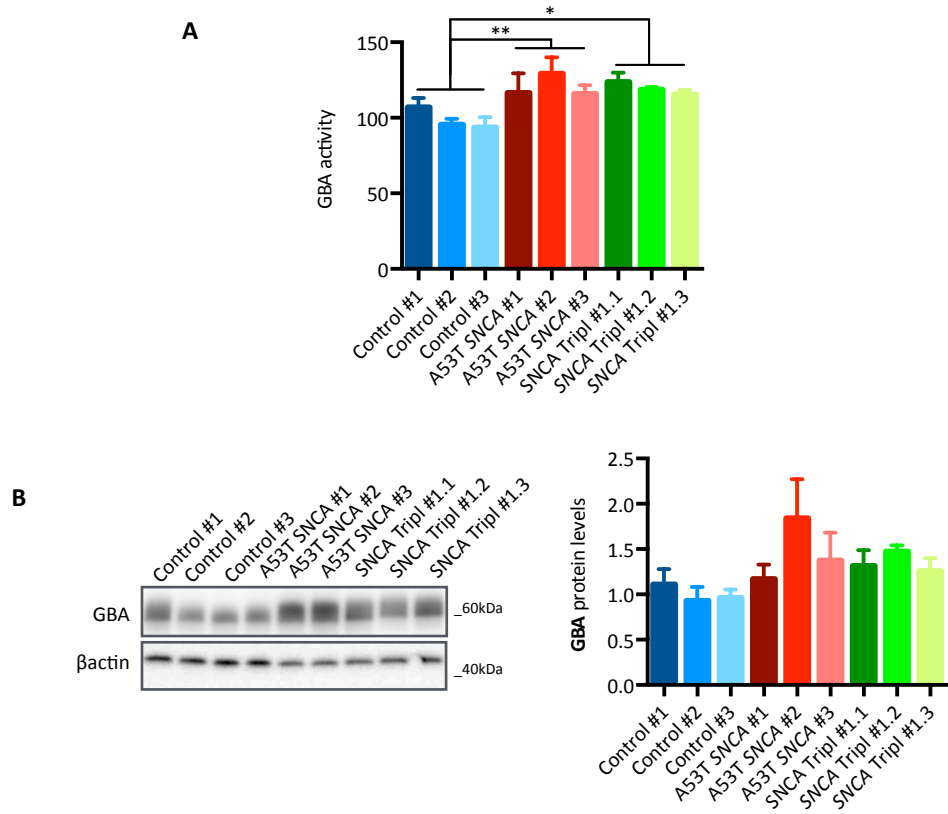 A
*
**
150
100
50
0
GBA activity
Control #1
Control #2
Control #3
A53T SNCA #1
A53T SNCA #2
A53T SNCA #3
SNCA Tripl #1.1
SNCA Tripl #1.2
SNCA Tripl #1.3
B
Control #1
Control #2
Control #3
A53T SNCA #1
A53T SNCA #2
A53T SNCA #3
SNCA Tripl #1.1
SNCA Tripl #1.2
SNCA Tripl #1.3
GBA
_60kDa
βactin
_40kDa
2.5
2.0
1.5
1.0
0.5
0.0
GBA protein levels
Control #1
Control #2
Control #3
A53T SNCA #1
A53T SNCA #2
A53T SNCA #3
SNCA Tripl #1.1
SNCA Tripl #1.2
SNCA Tripl #1.3